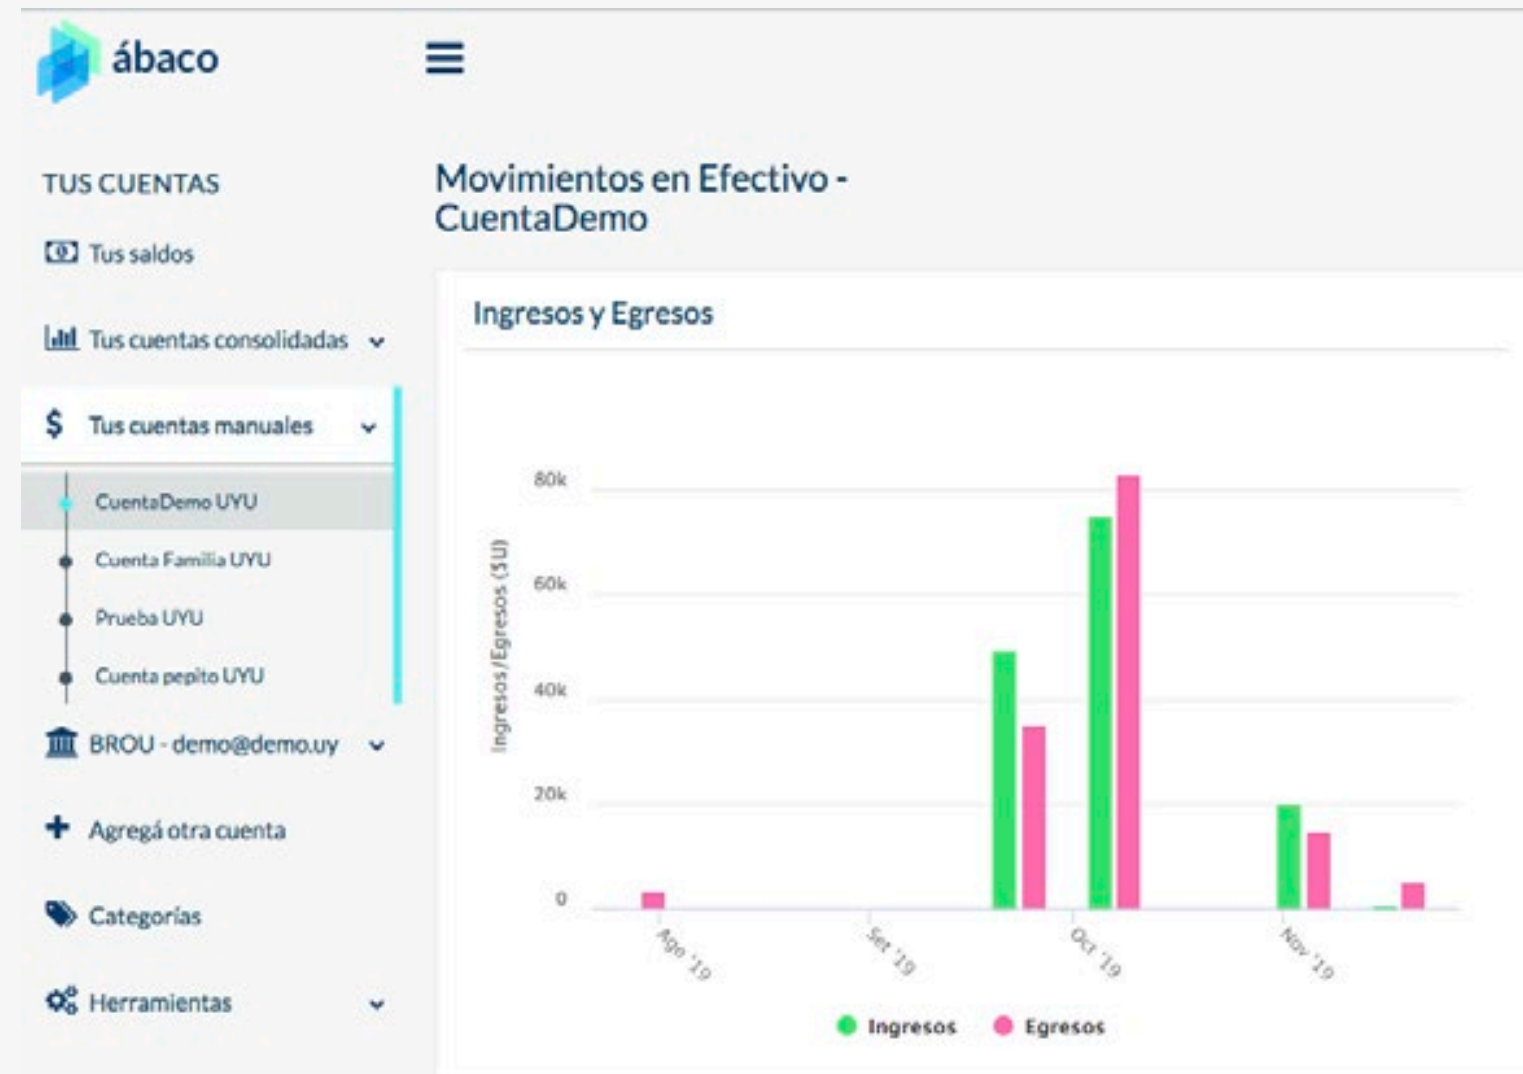 ábaco
TUS CUENTAS
Tus saldos
Tus cuentas consolidadas
$ Tus cuentas manuales
CuentaDemo UYU
Cuenta Familia UYU
Prueba UYU
Cuenta pepito UYU
BROU - demo@demo.uy
Agregá otra cuenta
Categorías
Herramientas
Movimientos en Efectivo -
CuentaDemo
Ingresos y Egresos
Ingresos/Egresos ($U)
80k
60k
40k
20k
0
Ago '19
Set '19
Oct '19
Nov '19
Ingresos
Egresos